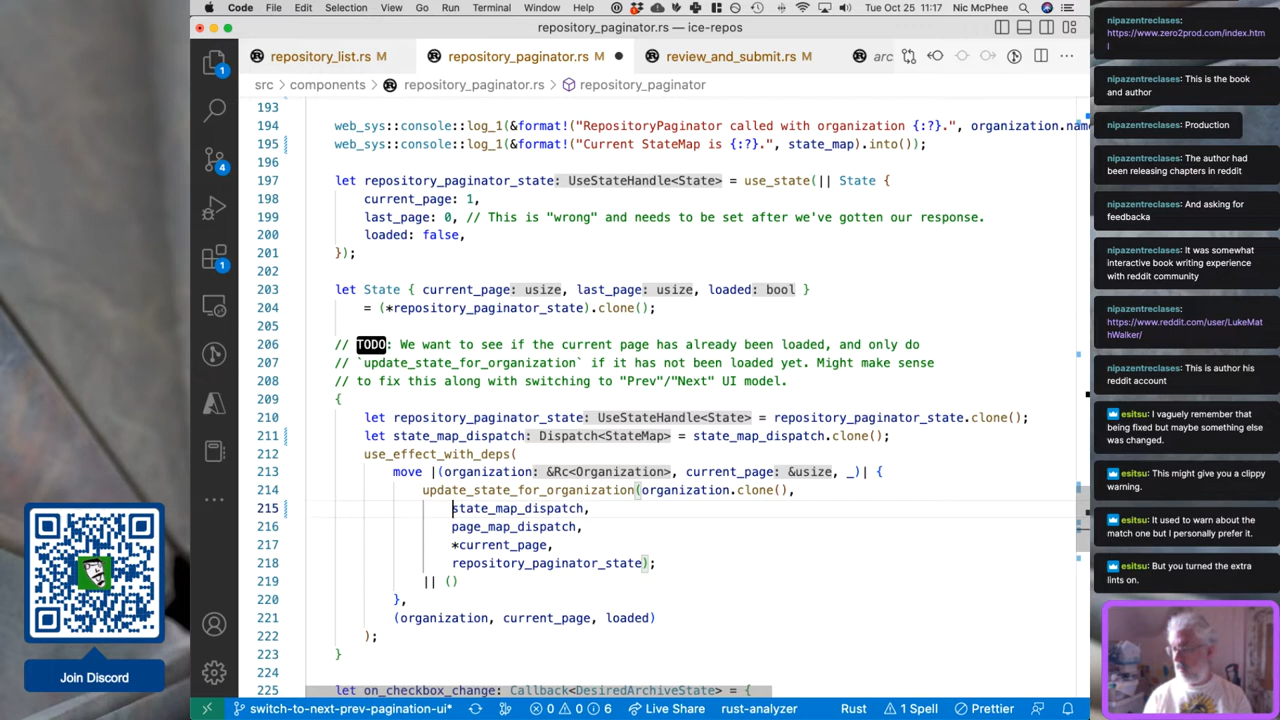 Code File Edit Selection View Go Run Terminal Window Help Tue Oct 25 11:17 Nic McPhee
repository_paginator.rs — ice-repos
repository_list.rs M repository_paginator.rs M review_and_submit.rs M arc
src > components > repository_paginator.rs > repository_paginator
193
194 web_sys::console::log_1(&format!("RepositoryPaginator called with organization {:?}.", organization.name
195 web_sys::console::log_1(&format!("Current StateMap is {:?}.", state_map).into());
196
197 let repository_paginator_state: UseStateHandle<State> = use_state(|| State {
198 current_page: 1,
199 last_page: 0, // This is "wrong" and needs to be set after we've gotten our response.
200 loaded: false,
201 });
202
203 let State { current_page: usize, last_page: usize, loaded: bool }
204 = (*repository_paginator_state).clone();
205
206 // TODO: We want to see if the current page has already been loaded, and only do
207 // `update_state_for_organization` if it has not been loaded yet. Might make sense
208 // to fix this along with switching to "Prev"/"Next" UI model.
209 {
210 let repository_paginator_state: UseStateHandle<State> = repository_paginator_state.clone();
211 let state_map_dispatch: Dispatch<StateMap> = state_map_dispatch.clone();
212 use_effect_with_deps(
213 move |(organization: &Rc<Organization>, current_page: &usize, _)| {
214 update_state_for_organization(organization.clone(),
215 state_map_dispatch,
216 page_map_dispatch,
217 *current_page,
218 repository_paginator_state);
219 || ()
220 },
221 (organization, current_page, loaded)
222 );
223 }
224
225 let on_checkbox_change: Callback<DesiredArchiveState> = {
1
4
1
switch-to-next-prev-pagination-ui* 0 0 6 Live Share rust-analyzer Rust 1 Spell Prettier
Join Discord
nipazentreclases:
https://www.zero2prod.com/index.htm
l
nipazentreclases: This is the book
and author
nipazentreclases: Production
nipazentreclases: The author had
been releasing chapters in reddit
nipazentreclases: And asking for
feedbacka
nipazentreclases: It was somewhat
interactive book writing experience
with reddit community
nipazentreclases:
https://www.reddit.com/user/LukeMat
hWalker/
nipazentreclases: This is author his
reddit account
esitsu: I vaguely remember that
being fixed but maybe something else
was changed.
esitsu: This might give you a clippy
warning.
esitsu: It used to warn about the
match one but I personally prefer it.
esitsu: But you turned the extra
lints on.